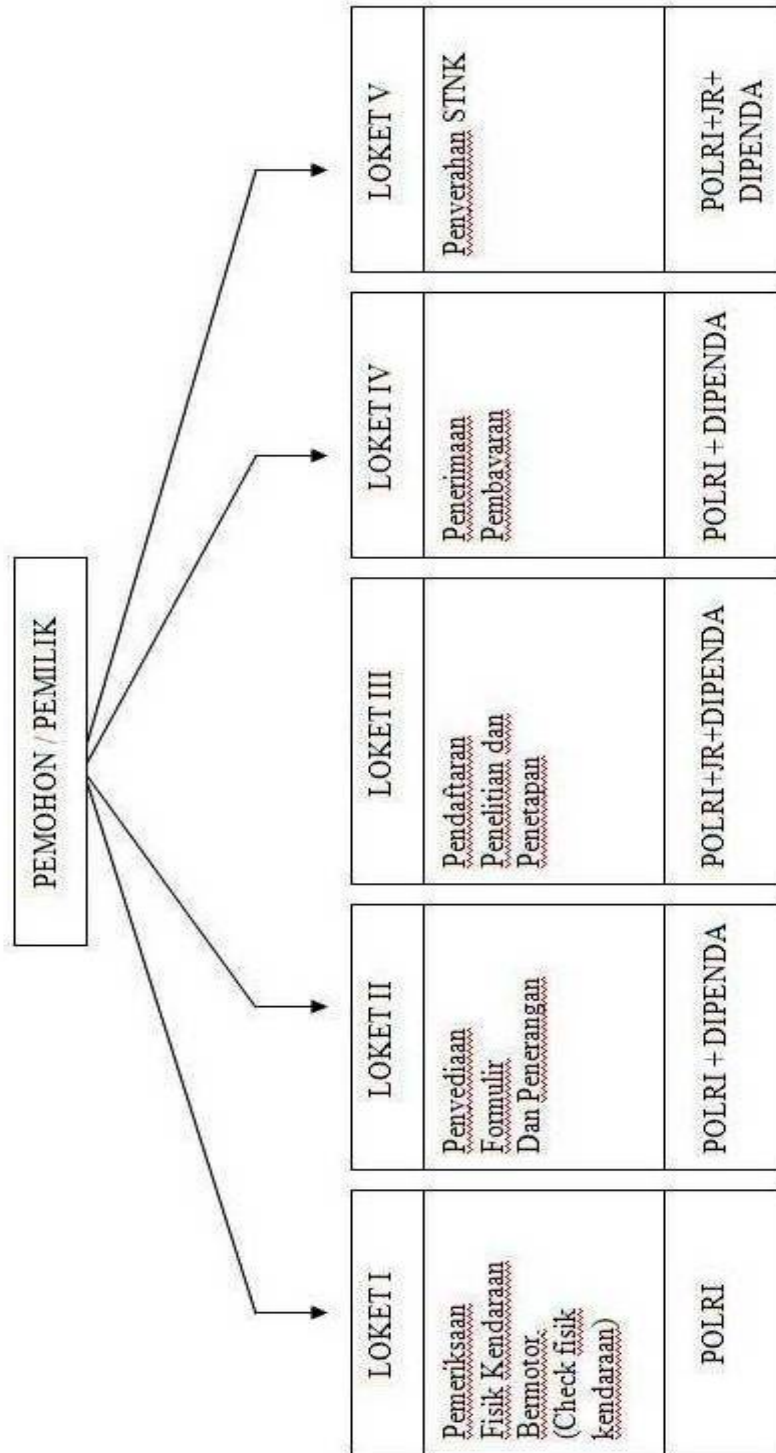 PEMOHON / PEMILIK
LOKET I
Pemeriksaan
Fisik Kendaraan
Bermotor.
(Check fisik
kendaraan)
POLRI
LOKET II
Penyediaan
Formulir
Dan Penerangan
POLRI + DIPENDA
LOKET III
Pendaftaran
Penelitian dan
Penetapan
POLRI+JR+DIPENDA
LOKET IV
Penerimaan
Pembayaran
POLRI + DIPENDA
LOKET V
Penyerahan STNK
POLRI+JR+
DIPENDA